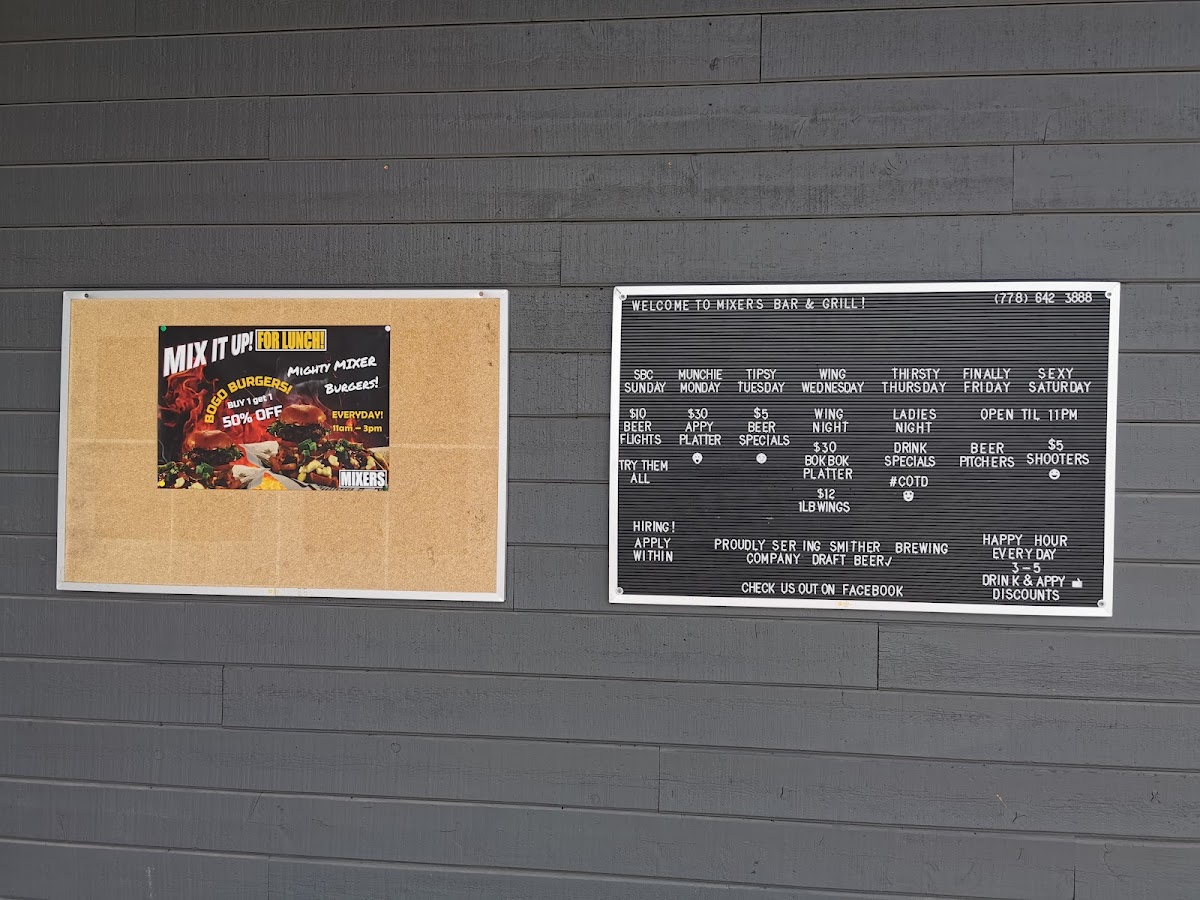 MIX IT UP! FOR LUNCH!
MIGHTY MIXER
BURGERS!
BOGO BURGERS!
BUY 1 get 1
50% OFF
EVERYDAY!
11am – 3pm
MIXERS
WELCOME TO MIXERS BAR & GRILL!
(778) 642 3888
SBC SUNDAY
$10 BEER FLIGHTS
TRY THEM ALL
MUNCHIE MONDAY
$30 APPY PLATTER
TIPSY TUESDAY
$5 BEER SPECIALS
WING WEDNESDAY
WING NIGHT
$30 BOKBOK PLATTER
$12 1LB WINGS
THIRSTY THURSDAY
LADIES NIGHT
DRINK SPECIALS
#COTD
FINALLY FRIDAY
SEXY SATURDAY
OPEN TIL 11PM
BEER PITCHERS
$5 SHOOTERS
HIRING!
APPLY
WITHIN
PROUDLY SER ING SMITHER BREWING
COMPANY DRAFT BEER✓
CHECK US OUT ON FACEBOOK
HAPPY HOUR
EVERYDAY
3-5
DRINK & APPY
DISCOUNTS